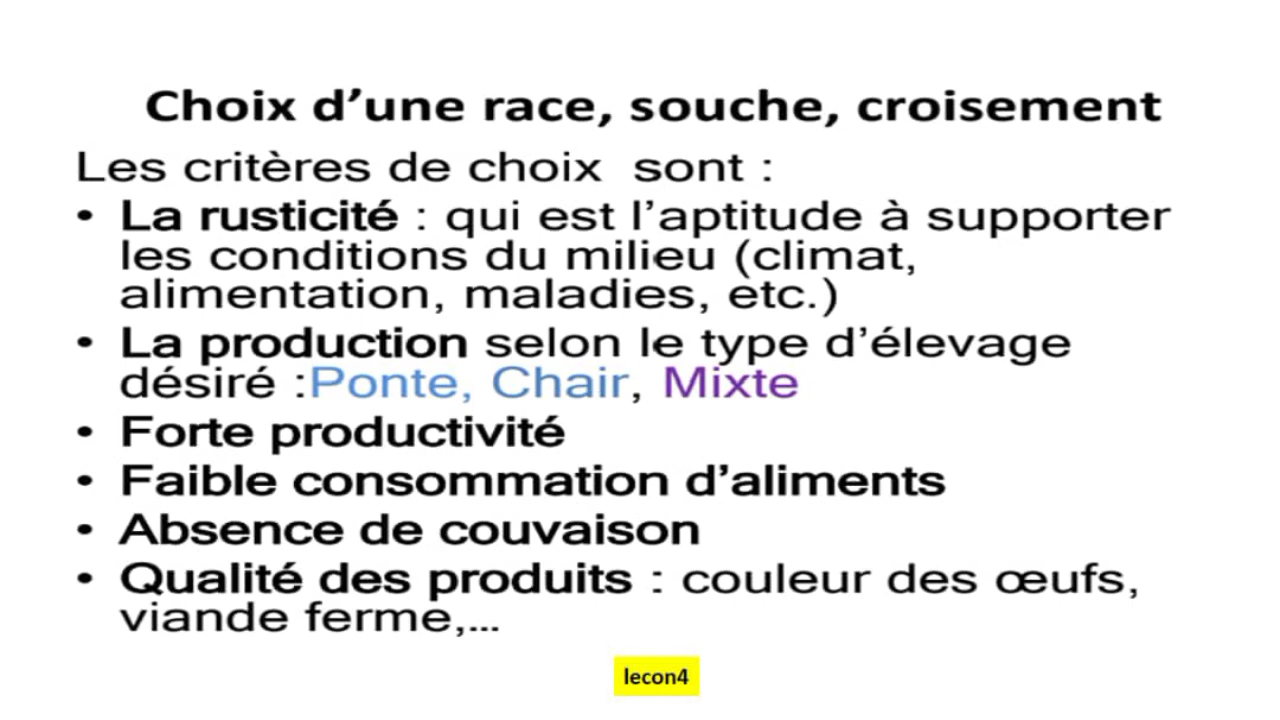 Choix d’une race, souche, croisement
Les critères de choix  sont :
• La rusticité : qui est l’aptitude à supporter
les conditions du milieu (climat,
alimentation, maladies, etc.)
• La production selon le type d’élevage
désiré :Ponte, Chair, Mixte
• Forte productivité
• Faible consommation d’aliments
• Absence de couvaison
• Qualité des produits : couleur des œufs,
viande ferme,...
lecon4